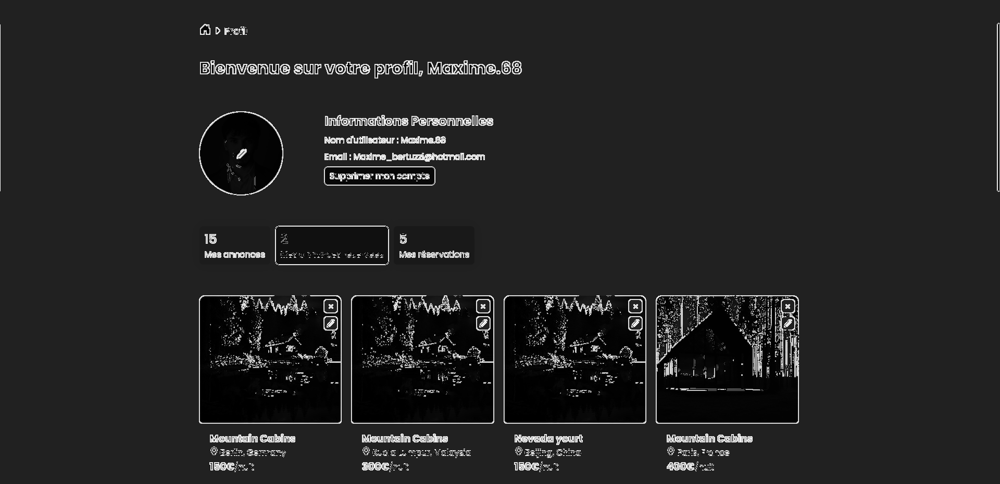 Profil
Bienvenue sur votre profil, Maxime.68
Informations Personnelles
Nom d'utilisateur : Maxime.68
Email : Maxime_bertuzzi@hotmail.com
Supprimer mon compte
15
Mes annonces
2
5
Mes réservations
Mountain Cabins
Berlin, Germany
150€/nuit
Mountain Cabins
Kuala Lumpur, Malaysia
300€/nuit
Nevada yourt
Beijing, China
150€/nuit
Mountain Cabins
Paris, France
400€/nuit